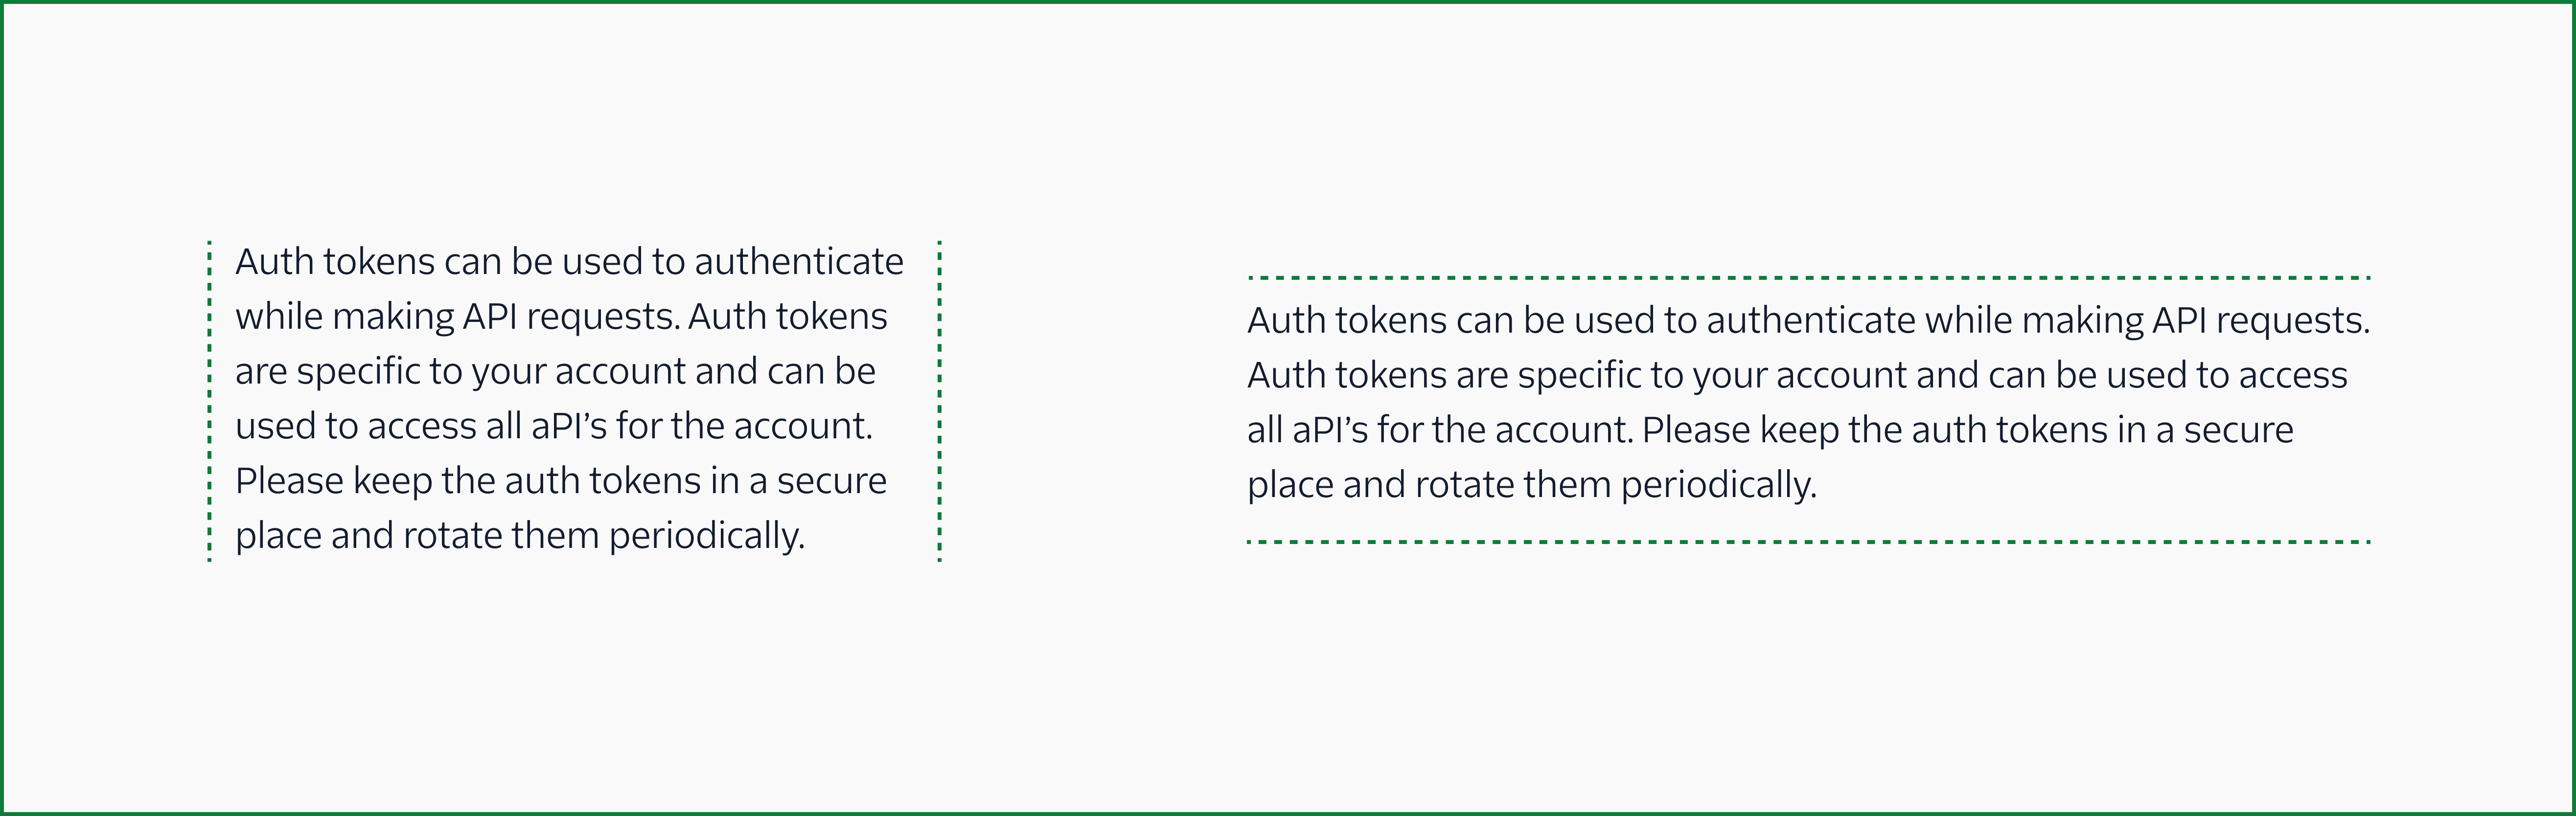 Auth tokens can be used to authenticate
while making API requests. Auth tokens
are specific to your account and can be
used to access all aPI’s for the account.
Please keep the auth tokens in a secure
place and rotate them periodically.
Auth tokens can be used to authenticate while making API requests.
Auth tokens are specific to your account and can be used to access
all aPI’s for the account. Please keep the auth tokens in a secure
place and rotate them periodically.